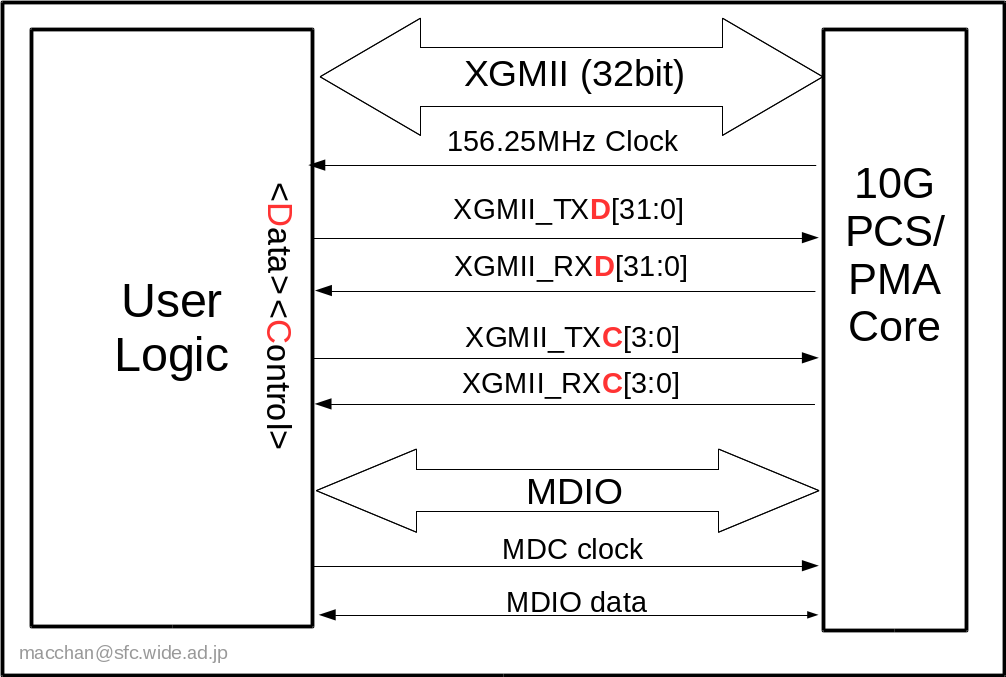 XGMII (32bit)
156.25MHz Clock
XGMII_TXD[31:0]
XGMII_RXD[31:0]
XGMII_TXC[3:0]
XGMII_RXC[3:0]
MDIO
MDC clock
MDIO data
User
Logic
<Data><Control>
10G
PCS/
PMA
Core
macchan@sfc.wide.ad.jp